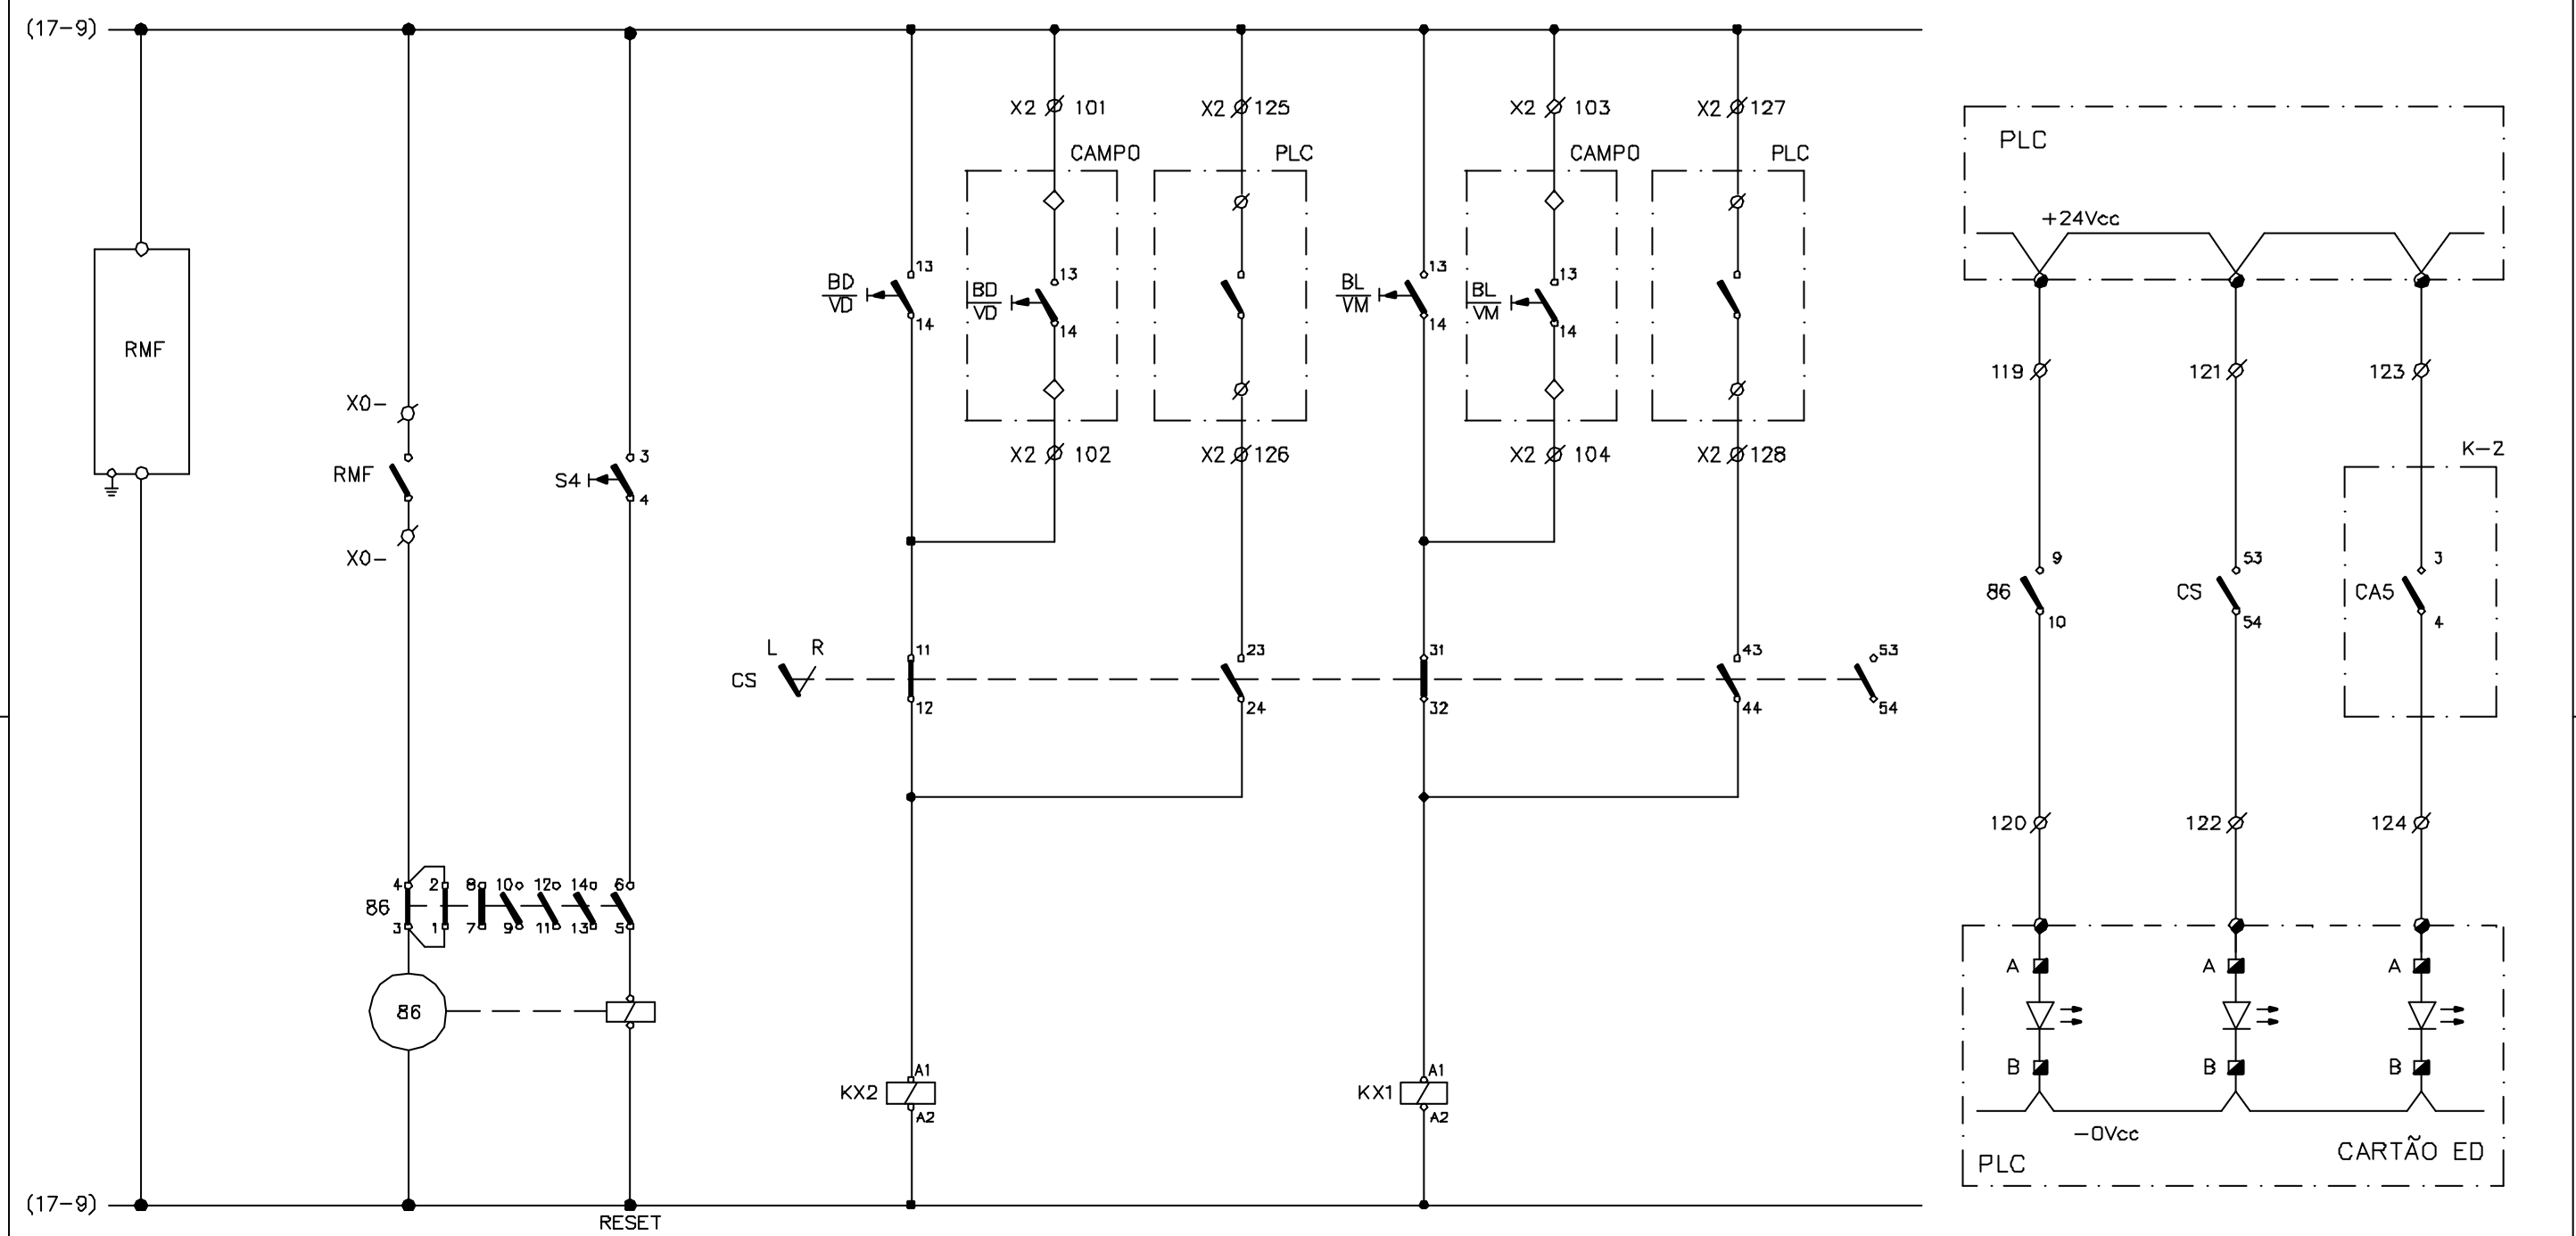 (17-9)
X2 101
X2 125
X2 103
X2 127
PLC
CAMPO
PLC
CAMPO
PLC
+24Vcc
13
BD
VD
14
13
BD
VD
14
13
BL
VM
14
13
BL
VM
14
RMF
119
121
123
X0-
X2 102
X2 126
X2 104
X2 128
K-2
RMF
3
S4
4
X0-
9
86
10
53
CS
54
3
CA5
4
L R
CS
11
12
23
24
31
32
43
44
53
54
120
122
124
4 2 8 10 12 14 6
86
3 1 7 9 11 13 5
A A A
86
B B B
A1
KX2
A2
A1
KX1
A2
-0Vcc
CARTÃO ED
PLC
(17-9)
RESET